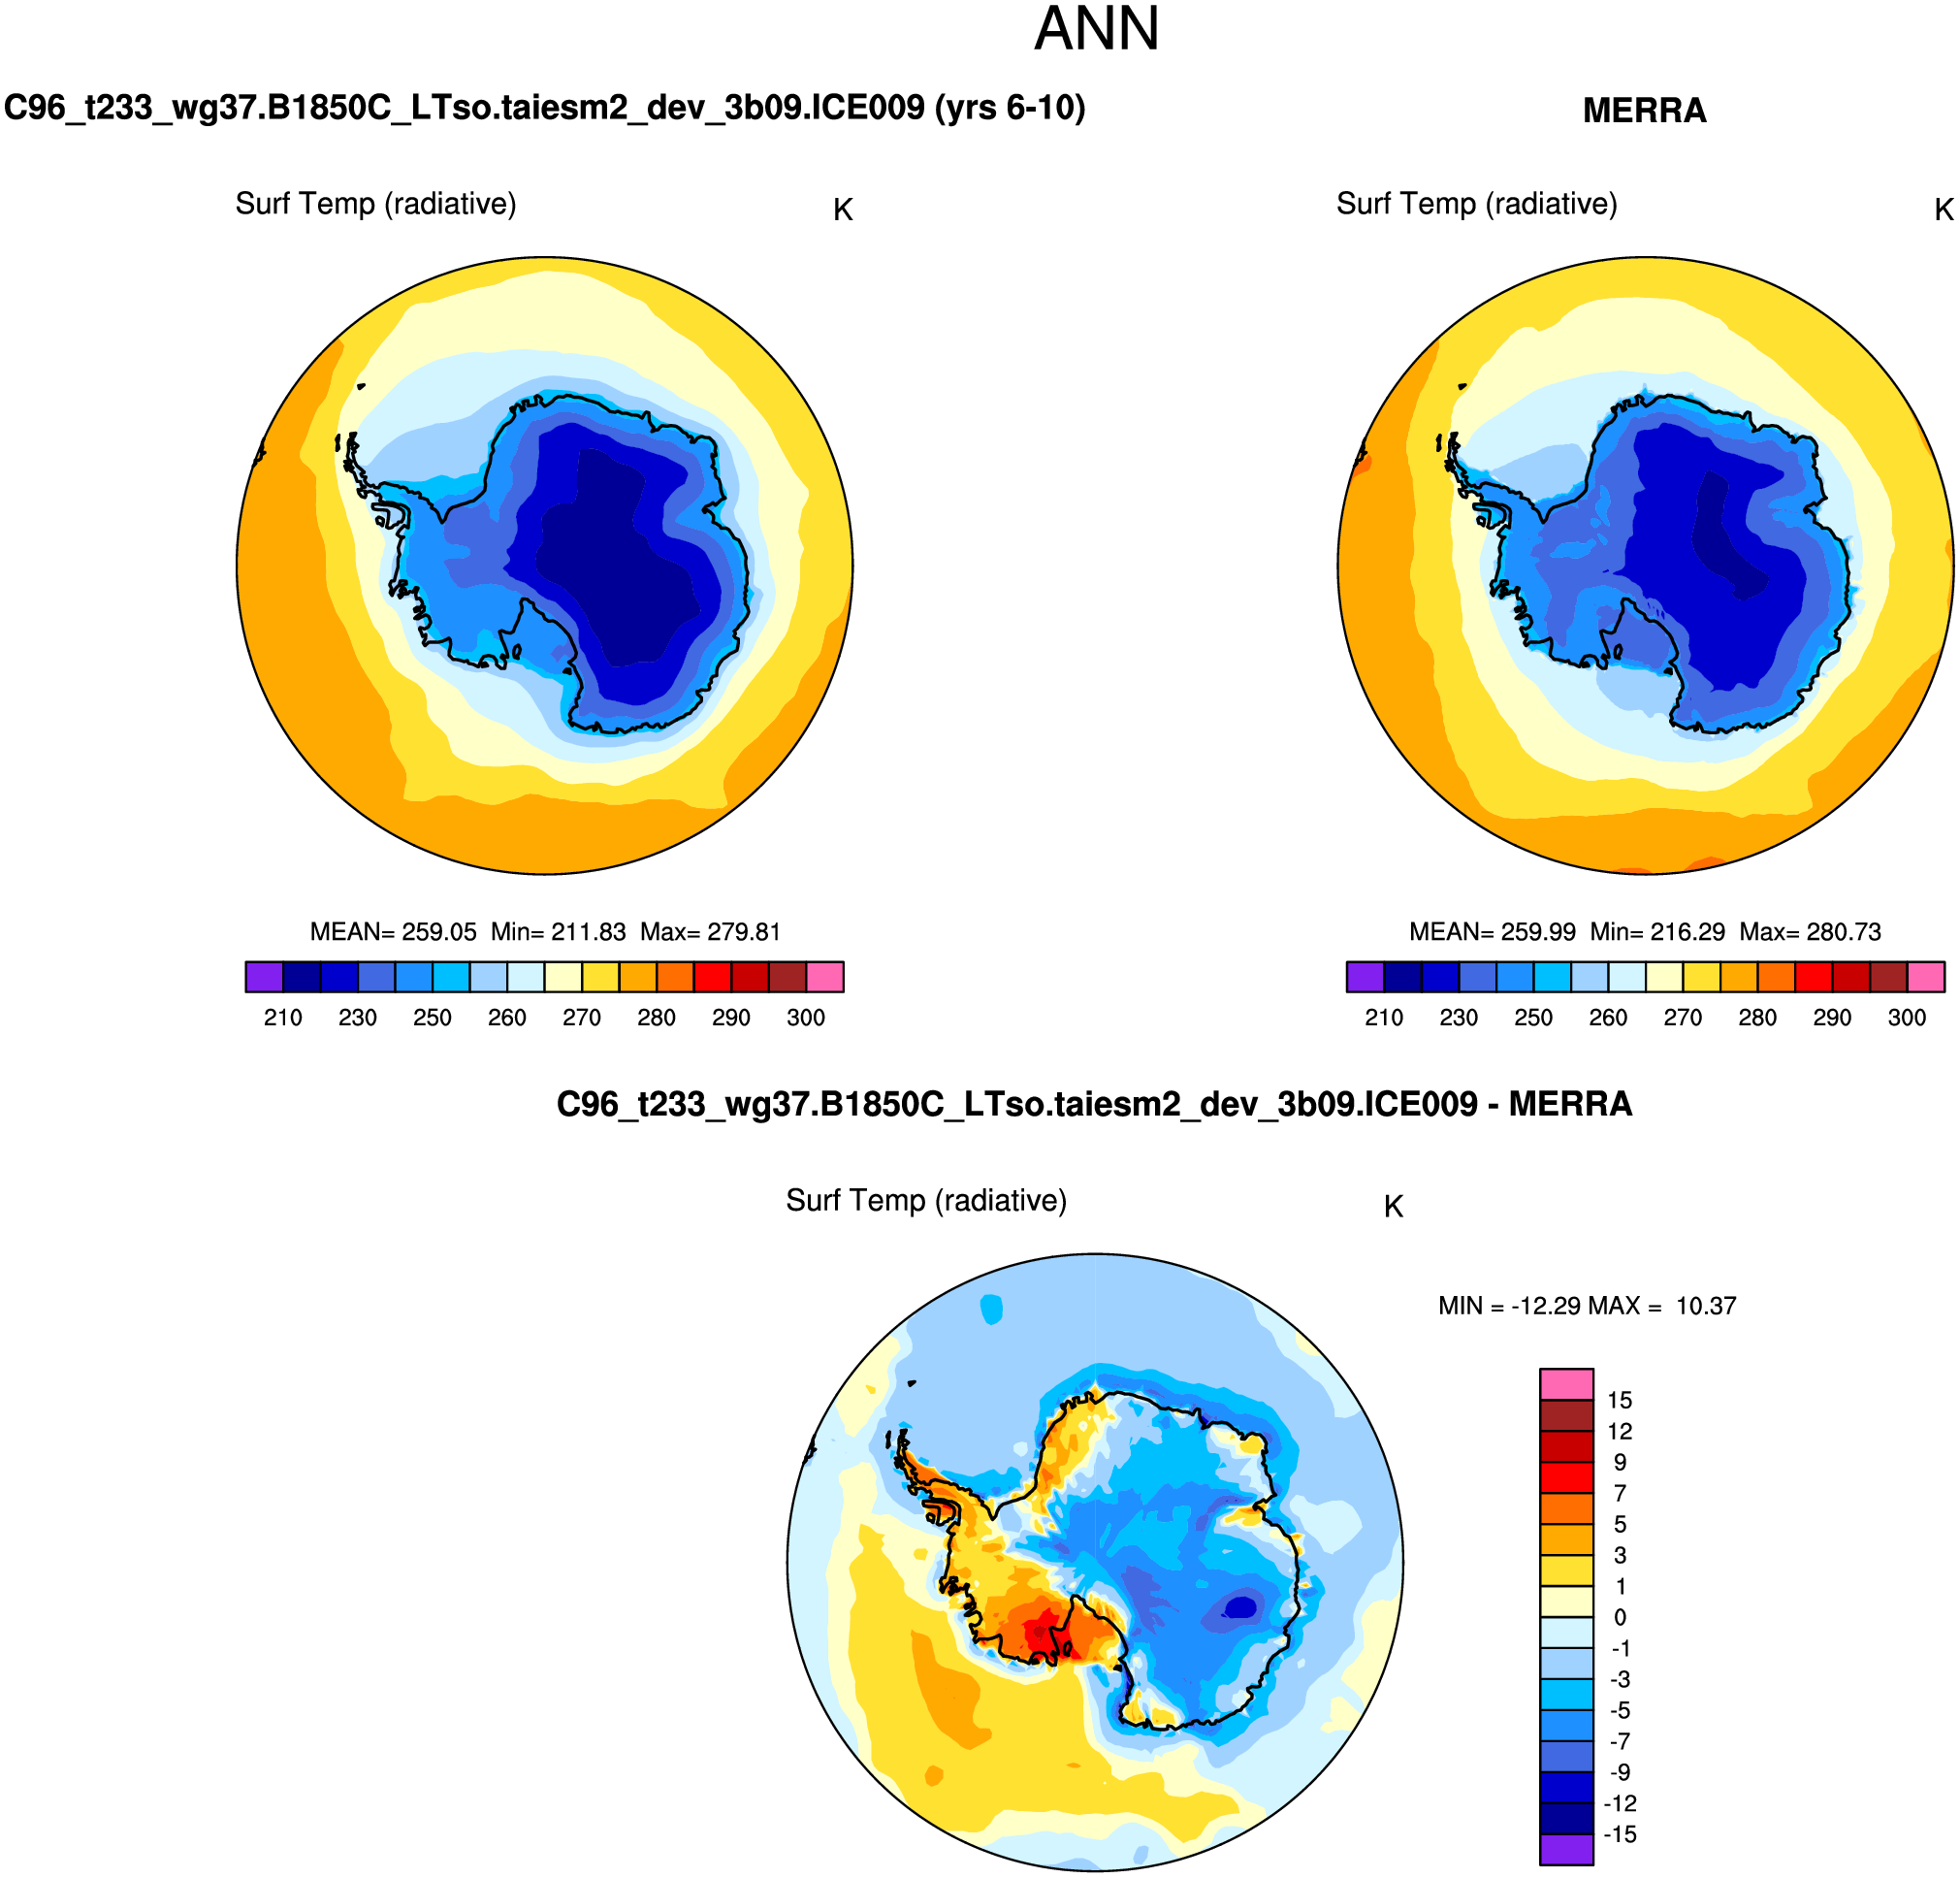 ANN
C96_t233_wg37.B1850C_LTso.taiesm2_dev_3b09.ICE009 (yrs 6-10)
MERRA
Surf Temp (radiative) K
Surf Temp (radiative) K
MEAN= 259.05 Min= 211.83 Max= 279.81
210 230 250 260 270 280 290 300
MEAN= 259.99 Min= 216.29 Max= 280.73
210 230 250 260 270 280 290 300
C96_t233_wg37.B1850C_LTso.taiesm2_dev_3b09.ICE009 - MERRA
Surf Temp (radiative) K
MIN = -12.29 MAX = 10.37
15
12
9
7
5
3
1
0
-1
-3
-5
-7
-9
-12
-15